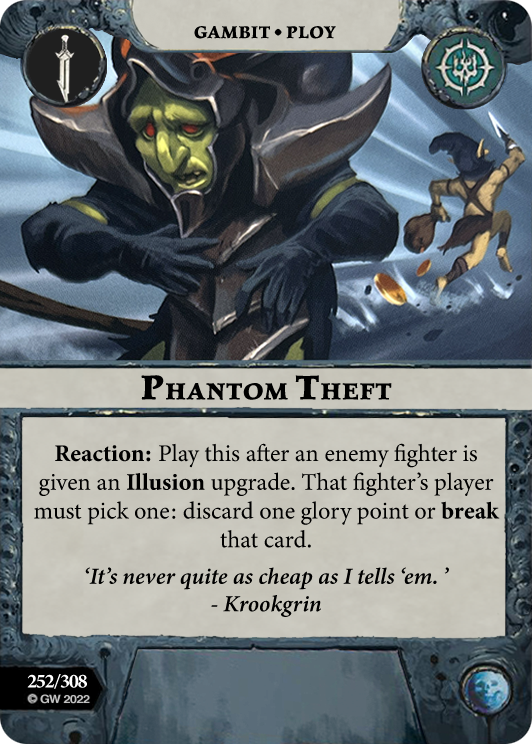 GAMBIT • PLOY
PHANTOM THEFT
Reaction: Play this after an enemy fighter is
given an Illusion upgrade. That fighter's player
must pick one: discard one glory point or break
that card.
‘It's never quite as cheap as I tells ‘em. ’
- Krookgrin
252/308
© GW 2022